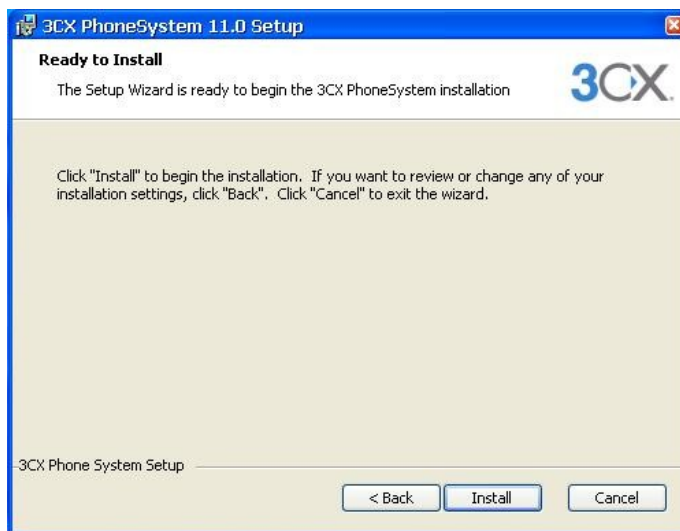 3CX PhoneSystem 11.0 Setup
Ready to Install
The Setup Wizard is ready to begin the 3CX PhoneSystem installation
3CX
Click "Install" to begin the installation.  If you want to review or change any of your
installation settings, click "Back".  Click "Cancel" to exit the wizard.
3CX Phone System Setup
< Back
Install
Cancel